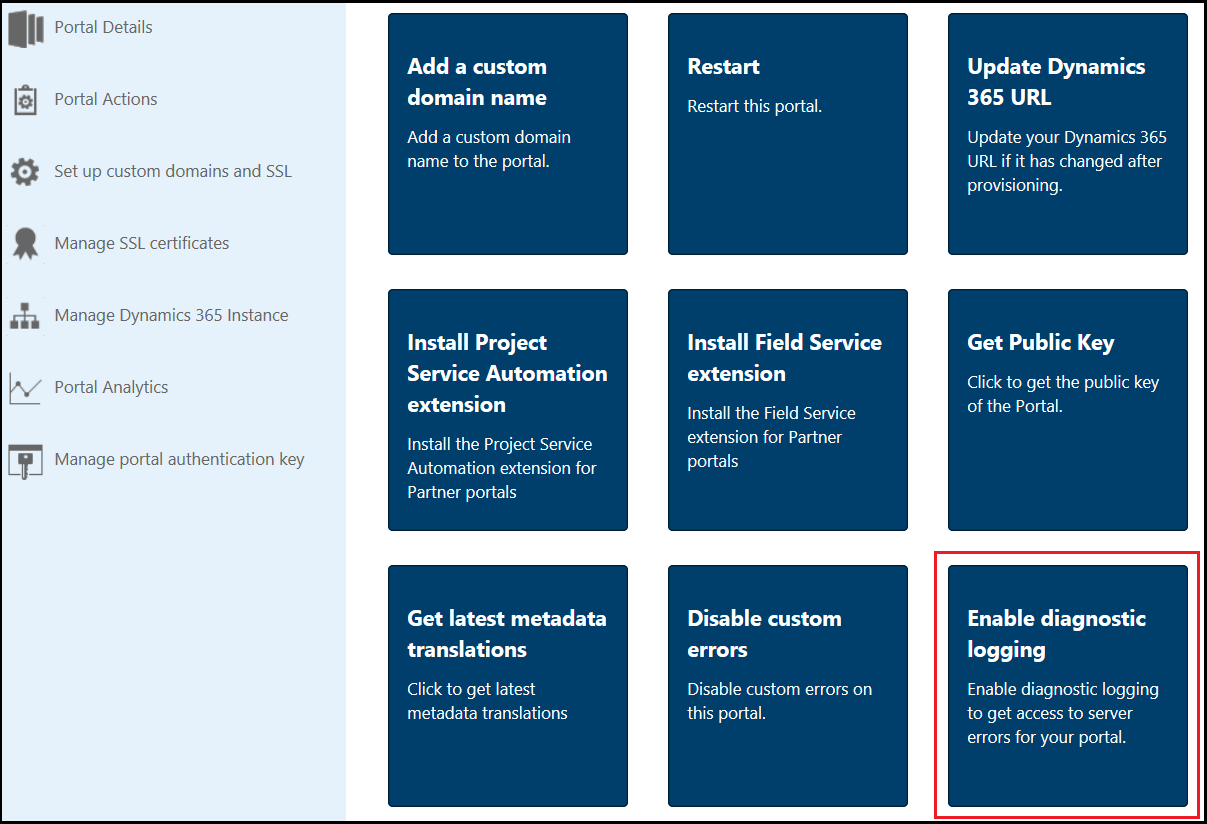 Portal Details
Portal Actions
Set up custom domains and SSL
Manage SSL certificates
Manage Dynamics 365 Instance
Portal Analytics
Manage portal authentication key
Add a custom
domain name
Add a custom domain
name to the portal.
Restart
Restart this portal.
Update Dynamics
365 URL
Update your Dynamics 365
URL if it has changed after
provisioning.
Install Project
Service Automation
extension
Install the Project Service
Automation extension for
Partner portals
Install Field Service
extension
Install the Field Service
extension for Partner
portals
Get Public Key
Click to get the public key
of the Portal.
Get latest metadata
translations
Click to get latest
metadata translations
Disable custom
errors
Disable custom errors on
this portal.
Enable diagnostic
logging
Enable diagnostic logging
to get access to server
errors for your portal.